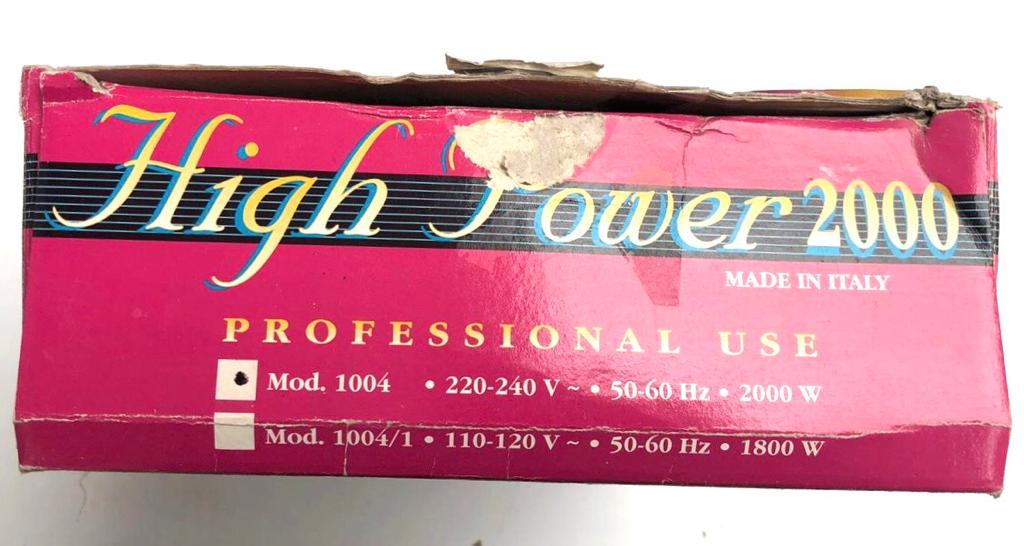 High Power 2000
MADE IN ITALY
PROFESSIONAL USE
Mod. 1004 • 220-240 V ~ • 50-60 Hz • 2000 W
Mod. 1004/1 • 110-120 V ~ • 50-60 Hz • 1800 W